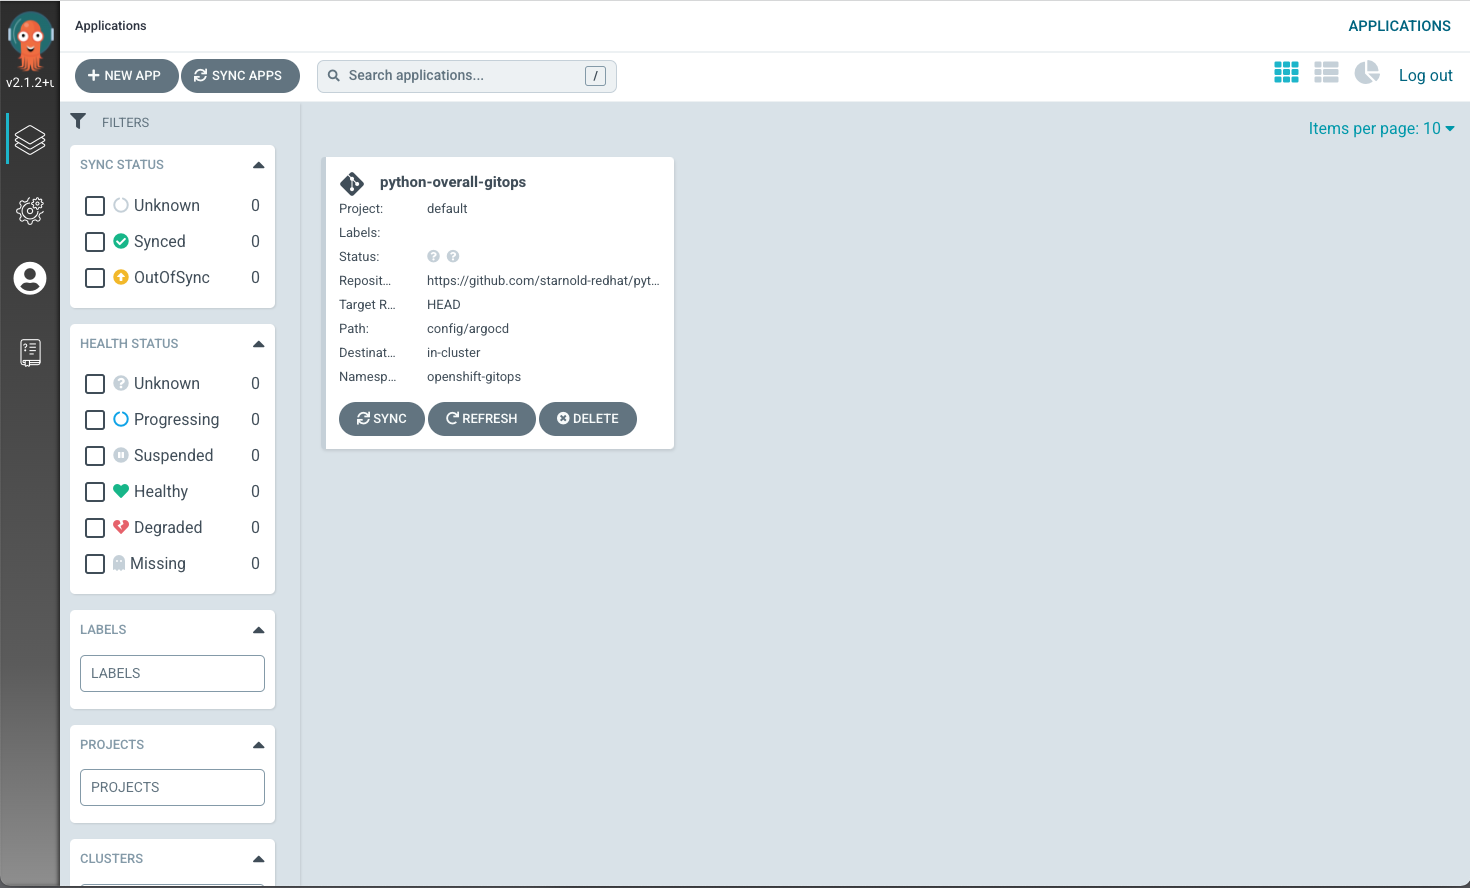 Applications
APPLICATIONS
v2.1.2+u
NEW APP
SYNC APPS
Search applications...
/
Log out
FILTERS
Items per page: 10
SYNC STATUS
Unknown 0
Synced 0
OutOfSync 0
HEALTH STATUS
Unknown 0
Progressing 0
Suspended 0
Healthy 0
Degraded 0
Missing 0
LABELS
LABELS
PROJECTS
PROJECTS
CLUSTERS
python-overall-gitops
Project: default
Labels:
Status:
Reposit... https://github.com/starnold-redhat/pyt...
Target R... HEAD
Path: config/argocd
Destinat... in-cluster
Namesp... openshift-gitops
SYNC
REFRESH
DELETE